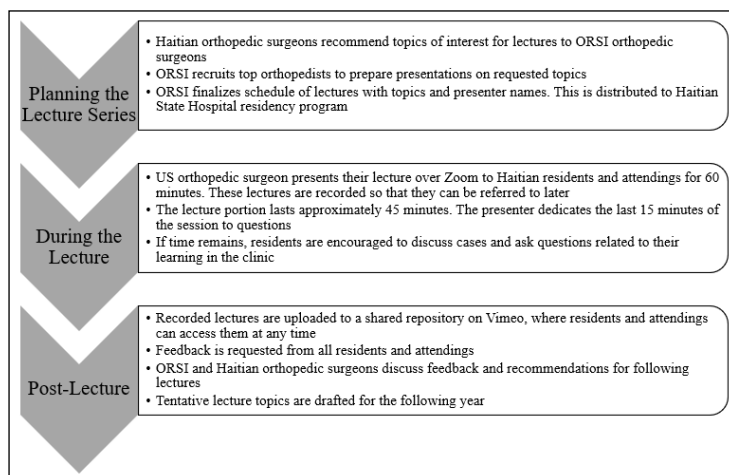 Planning the
Lecture Series
• Haitian orthopedic surgeons recommend topics of interest for lectures to ORSI orthopedic
surgeons
• ORSI recruits top orthopedists to prepare presentations on requested topics
• ORSI finalizes schedule of lectures with topics and presenter names. This is distributed to Haitian
State Hospital residency program
During the
Lecture
• US orthopedic surgeon presents their lecture over Zoom to Haitian residents and attendings for 60
minutes. These lectures are recorded so that they can be referred to later
• The lecture portion lasts approximately 45 minutes. The presenter dedicates the last 15 minutes of
the session to questions
• If time remains, residents are encouraged to discuss cases and ask questions related to their
learning in the clinic
Post-Lecture
• Recorded lectures are uploaded to a shared repository on Vimeo, where residents and attendings
can access them at any time
• Feedback is requested from all residents and attendings
• ORSI and Haitian orthopedic surgeons discuss feedback and recommendations for following
lectures
• Tentative lecture topics are drafted for the following year